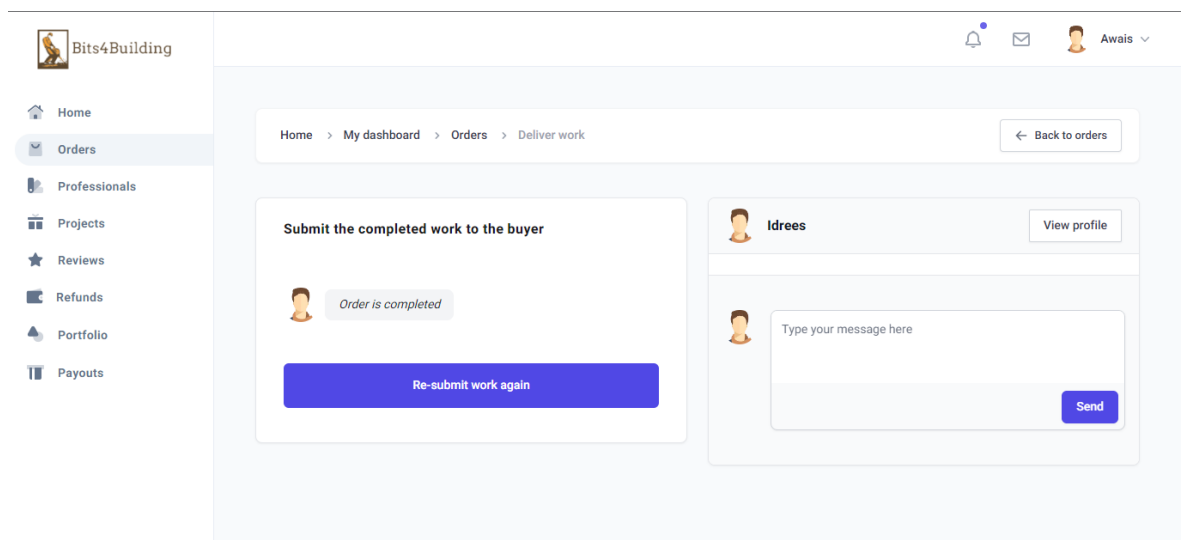 Bits4Building
Awais
Home
Orders
Professionals
Projects
Reviews
Refunds
Portfolio
Payouts
Home > My dashboard > Orders > Deliver work
← Back to orders
Submit the completed work to the buyer
Order is completed
Re-submit work again
Idrees
View profile
Type your message here
Send